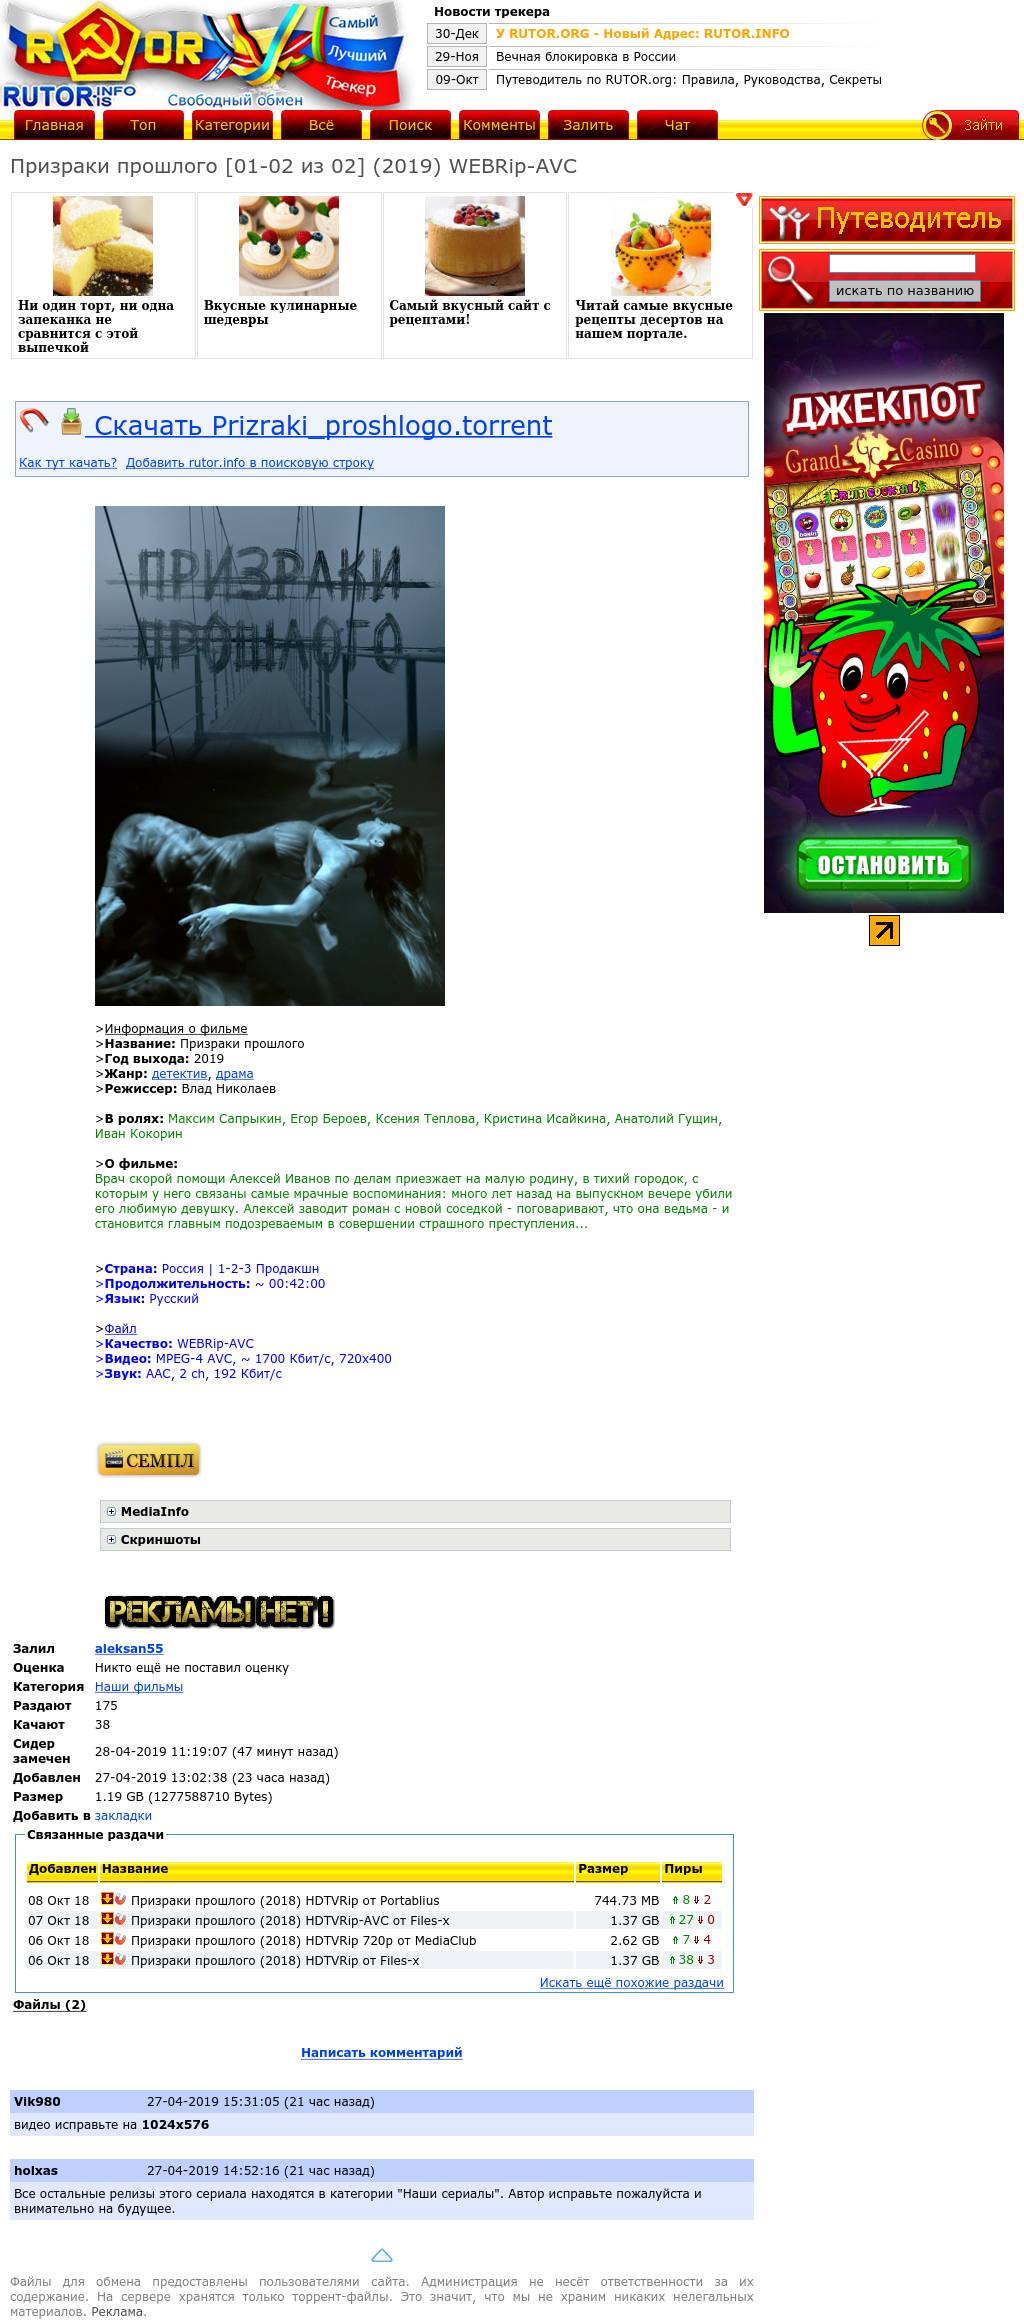 Самый
Лучший
Трекер
RUTOR.INFO
.is
Свободный обмен
Новости трекера
30-Дек У RUTOR.ORG - Новый Адрес: RUTOR.INFO
29-Ноя Вечная блокировка в России
09-Окт Путеводитель по RUTOR.org: Правила, Руководства, Секреты
Главная Топ Категории Всё Поиск Комменты Залить Чат Зайти
Призраки прошлого [01-02 из 02] (2019) WEBRip-AVC
Ни один торт, ни одна
запеканка не
сравнится с этой
выпечкой
Вкусные кулинарные
шедевры
Самый вкусный сайт с
рецептами!
Читай самые вкусные
рецепты десертов на
нашем портале.
Путеводитель
искать по названию
ДЖЕКПОТ
Grand Casino
FRUIT COCKTAIL
ОСТАНОВИТЬ
Скачать Prizraki_proshlogo.torrent
Как тут качать? Добавить rutor.info в поисковую строку
ПРИЗРАКИ
ПРОШЛОГО
>Информация о фильме
>Название: Призраки прошлого
>Год выхода: 2019
>Жанр: детектив, драма
>Режиссер: Влад Николаев
>В ролях: Максим Сапрыкин, Егор Бероев, Ксения Теплова, Кристина Исайкина, Анатолий Гущин,
Иван Кокорин
>О фильме:
Врач скорой помощи Алексей Иванов по делам приезжает на малую родину, в тихий городок, с
которым у него связаны самые мрачные воспоминания: много лет назад на выпускном вечере убили
его любимую девушку. Алексей заводит роман с новой соседкой - поговаривают, что она ведьма - и
становится главным подозреваемым в совершении страшного преступления...
>Страна: Россия | 1-2-3 Продакшн
>Продолжительность: ~ 00:42:00
>Язык: Русский
>Файл
>Качество: WEBRip-AVC
>Видео: MPEG-4 AVC, ~ 1700 Кбит/с, 720x400
>Звук: AAC, 2 ch, 192 Кбит/с
СЕМПЛ
MediaInfo
Скриншоты
РЕКЛАМЫ НЕТ!
Залил aleksan55
Оценка Никто ещё не поставил оценку
Категория Наши фильмы
Раздают 175
Качают 38
Сидер
замечен 28-04-2019 11:19:07 (47 минут назад)
Добавлен 27-04-2019 13:02:38 (23 часа назад)
Размер 1.19 GB (1277588710 Bytes)
Добавить в закладки
Связанные раздачи
Добавлен Название Размер Пиры
08 Окт 18 Призраки прошлого (2018) HDTVRip от Portablius 744.73 MB 8 2
07 Окт 18 Призраки прошлого (2018) HDTVRip-AVC от Files-x 1.37 GB 27 0
06 Окт 18 Призраки прошлого (2018) HDTVRip 720p от MediaClub 2.62 GB 7 4
06 Окт 18 Призраки прошлого (2018) HDTVRip от Files-x 1.37 GB 38 3
Искать ещё похожие раздачи
Файлы (2)
Написать комментарий
Vik980 27-04-2019 15:31:05 (21 час назад)
видео исправьте на 1024x576
holxas 27-04-2019 14:52:16 (21 час назад)
Все остальные релизы этого сериала находятся в категории "Наши сериалы". Автор исправьте пожалуйста и
внимательно на будущее.
Файлы для обмена предоставлены пользователями сайта. Администрация не несёт ответственности за их
содержание. На сервере хранятся только торрент-файлы. Это значит, что мы не храним никаких нелегальных
материалов. Реклама.